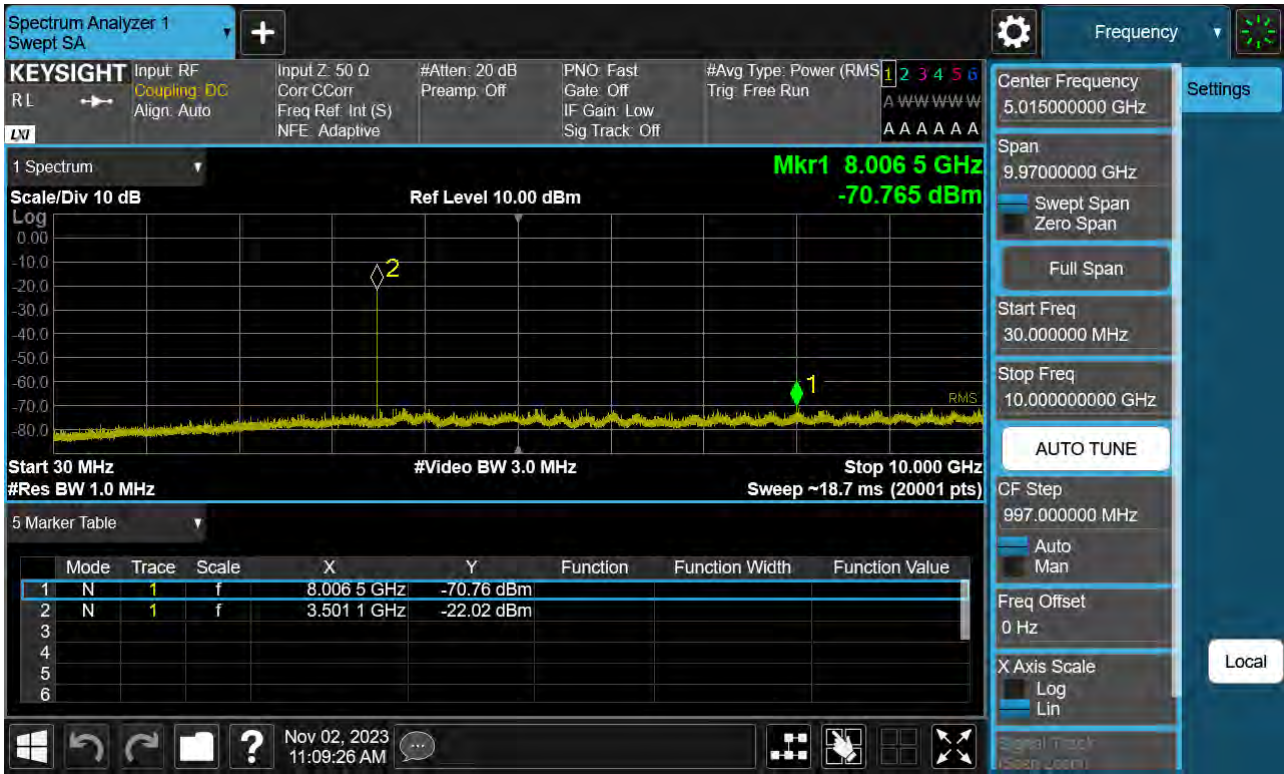 Spectrum Analyzer 1
Swept SA
+
Frequency
KEYSIGHT
RL
LXI
Input: RF
Coupling: DC
Align: Auto
Input Z: 50 Ω
Corr CCorr
Freq Ref: Int (S)
NFE: Adaptive
#Atten: 20 dB
Preamp: Off
PNO: Fast
Gate: Off
IF Gain: Low
Sig Track: Off
#Avg Type: Power (RMS
Trig: Free Run
1 2 3 4 5 6
A W W W W W
A A A A A A
1 Spectrum
Mkr1 8.006 5 GHz
-70.765 dBm
Scale/Div 10 dB
Ref Level 10.00 dBm
Log
0.00
-10.0
-20.0
-30.0
-40.0
-50.0
-60.0
-70.0
-80.0
2
1
RMS
Start 30 MHz
#Video BW 3.0 MHz
Stop 10.000 GHz
#Res BW 1.0 MHz
Sweep ~18.7 ms (20001 pts)
5 Marker Table
Mode Trace Scale X Y Function Function Width Function Value
1 N 1 f 8.006 5 GHz -70.76 dBm
2 N 1 f 3.501 1 GHz -22.02 dBm
3
4
5
6
Nov 02, 2023
11:09:26 AM
Center Frequency
5.015000000 GHz
Settings
Span
9.97000000 GHz
Swept Span
Zero Span
Full Span
Start Freq
30.000000 MHz
Stop Freq
10.000000000 GHz
AUTO TUNE
CF Step
997.000000 MHz
Auto
Man
Freq Offset
0 Hz
X Axis Scale
Log
Lin
Local
Signal Track
(Span Zoom)